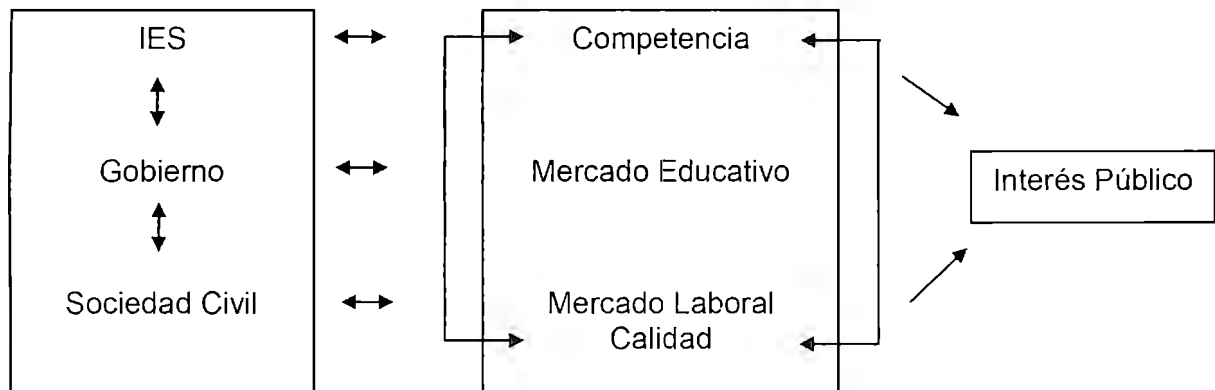 IES
Competencia
Gobierno
Mercado Educativo
Interés Público
Sociedad Civil
Mercado Laboral
Calidad